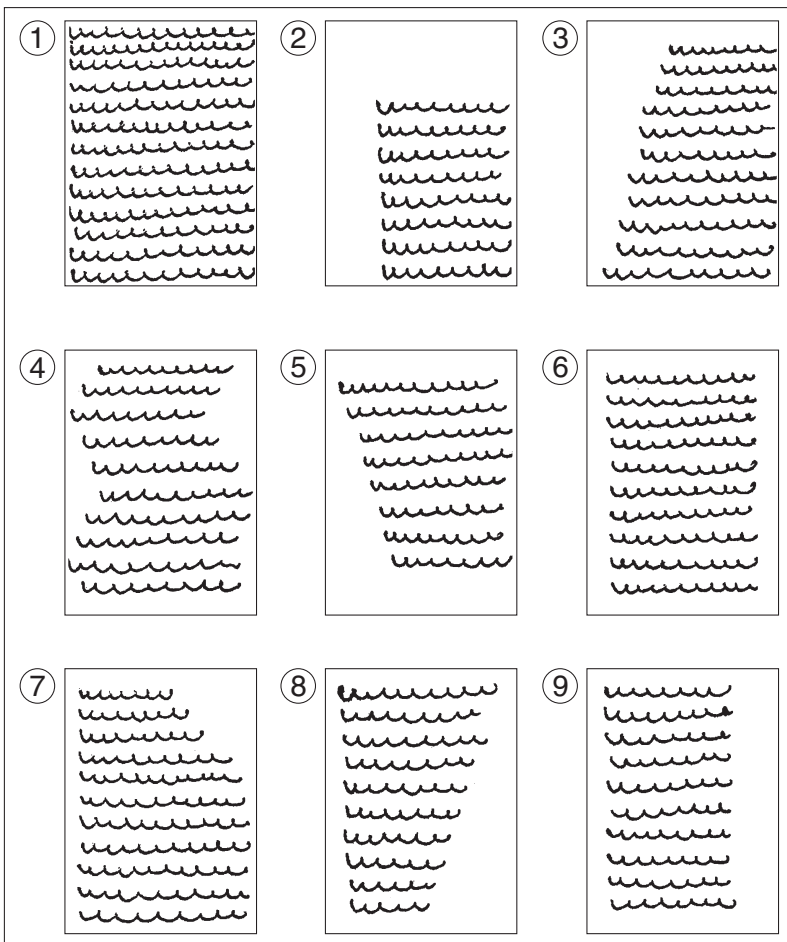 ① ② ③
④ ⑤ ⑥
⑦ ⑧ ⑨